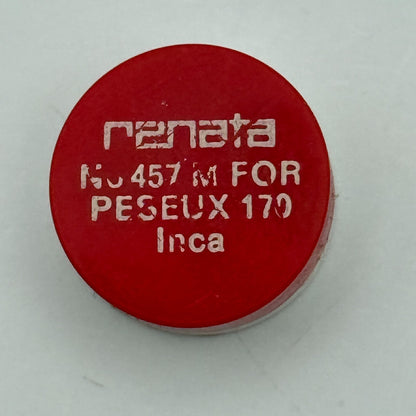 renata
No 457 M FOR
PESEUX 170
Inca